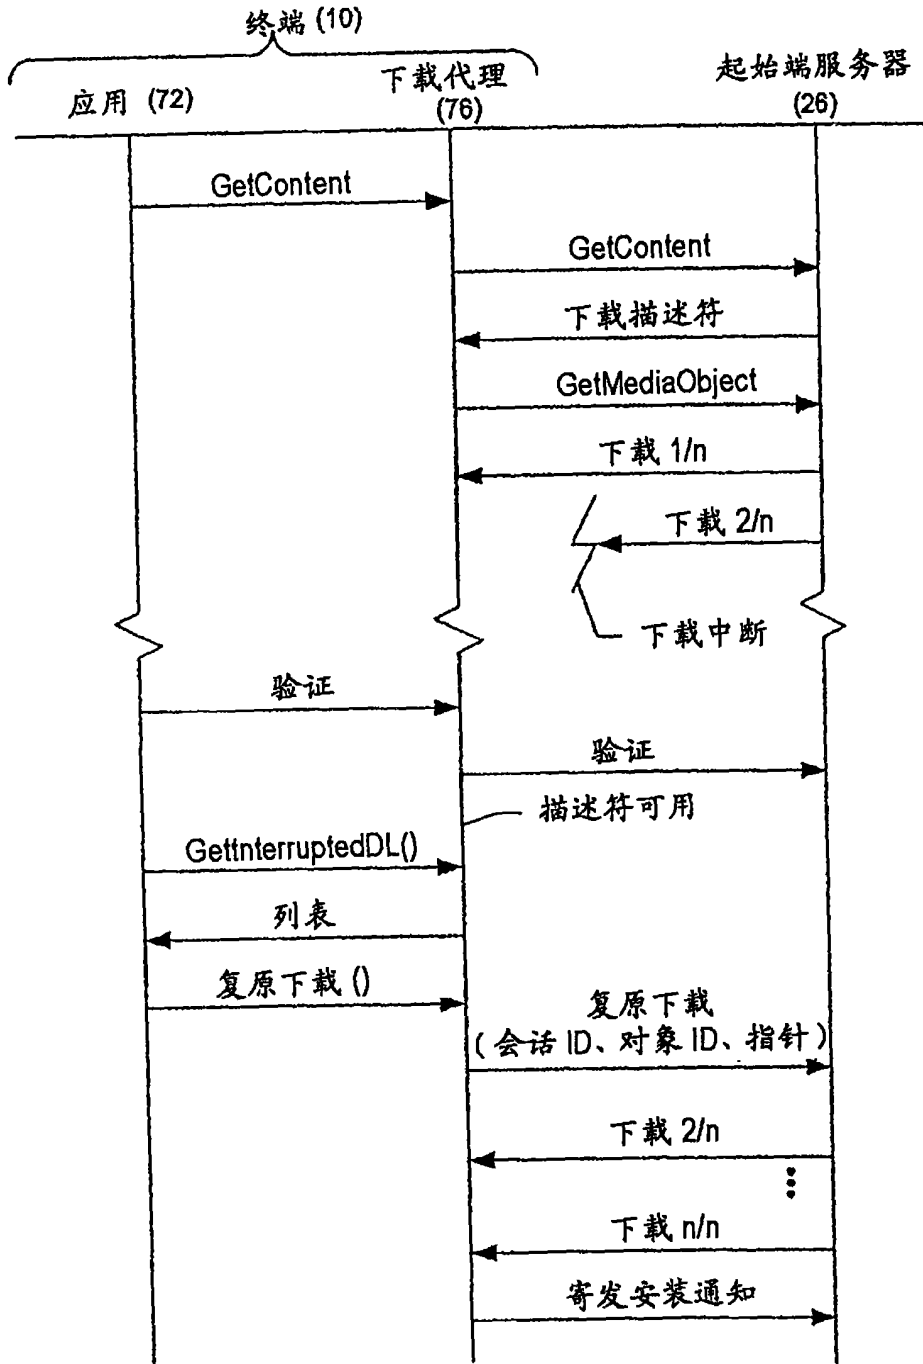 终端 (10)
应用 (72)
下载代理
(76)
起始端服务器
(26)
GetContent
GetContent
下载描述符
GetMediaObject
下载 1/n
下载 2/n
下载中断
验证
验证
描述符可用
GetInterruptedDL()
列表
复原下载 ()
复原下载
(会话 ID、对象 ID、指针)
下载 2/n
下载 n/n
寄发安装通知